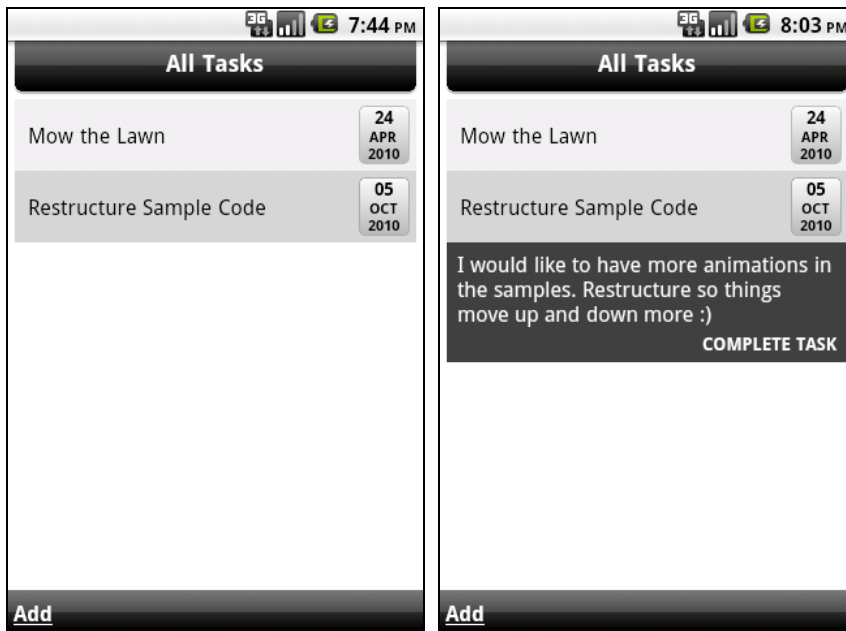 3G 7:44 PM
All Tasks
Mow the Lawn
24
APR
2010
Restructure Sample Code
05
OCT
2010
Add
3G 8:03 PM
All Tasks
Mow the Lawn
24
APR
2010
Restructure Sample Code
05
OCT
2010
I would like to have more animations in
the samples. Restructure so things
move up and down more :)
COMPLETE TASK
Add